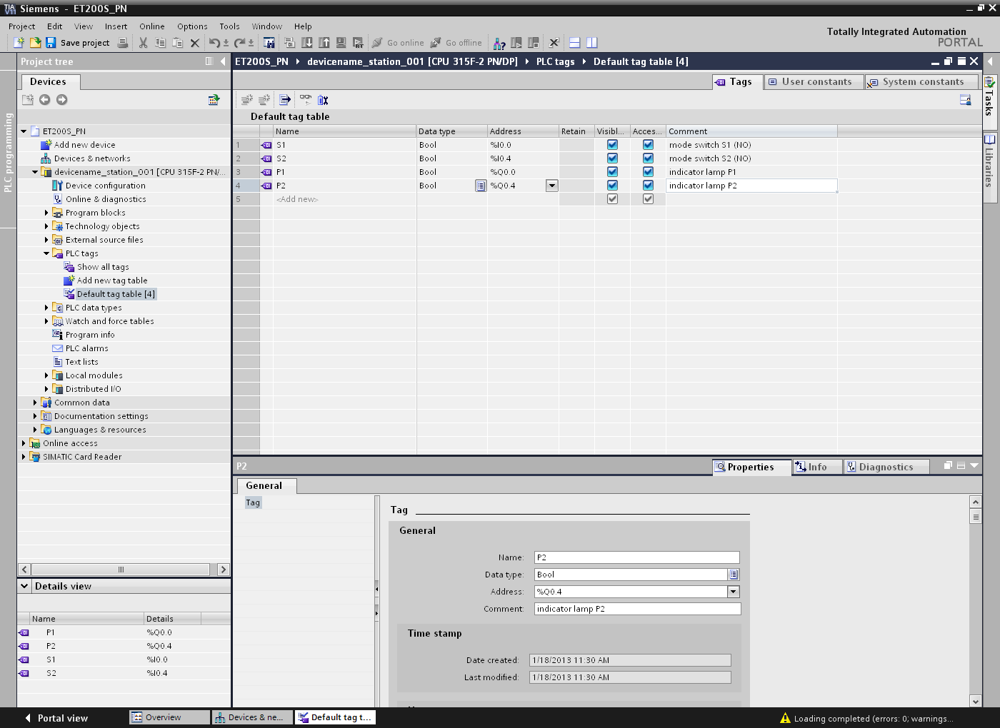 Siemens - ET200S_PN
Project Edit View Insert Online Options Tools Window Help
Totally Integrated Automation
PORTAL
Save project
Go online
Go offline
Project tree
ET200S_PN
devicename_station_001 [CPU 315F-2 PN/DP]
PLC tags
Default tag table [4]
Devices
Tags
User constants
System constants
PLC programming
Tasks
Libraries
Default tag table
Name Data type Address Retain Visibl... Acces... Comment
1 S1 Bool %I0.0 mode switch S1 (NO)
2 S2 Bool %I0.4 mode switch S2 (NO)
3 P1 Bool %Q0.0 indicator lamp P1
4 P2 Bool %Q0.4 indicator lamp P2
5 <Add new>
ET200S_PN
Add new device
Devices & networks
devicename_station_001 [CPU 315F-2 PN/...
Device configuration
Online & diagnostics
Program blocks
Technology objects
External source files
PLC tags
Show all tags
Add new tag table
Default tag table [4]
PLC data types
Watch and force tables
Program info
PLC alarms
Text lists
Local modules
Distributed I/O
Common data
Documentation settings
Languages & resources
Online access
SIMATIC Card Reader
Details view
Name Details
P1 %Q0.0
P2 %Q0.4
S1 %I0.0
S2 %I0.4
P2
Properties
Info
Diagnostics
General
Tag
Tag
General
Name: P2
Data type: Bool
Address: %Q0.4
Comment: indicator lamp P2
Time stamp
Date created: 1/18/2013 11:30 AM
Last modified: 1/18/2013 11:30 AM
Portal view
Overview
Devices & ne...
Default tag t...
Loading completed (errors: 0; warnings...